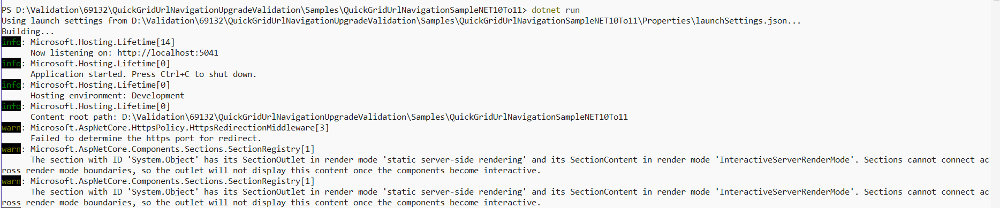 PS D:\Validation\69132\QuickGridUrlNavigationUpgradeValidation\Samples\QuickGridUrlNavigationSampleNET10To11> dotnet run
Using launch settings from D:\Validation\69132\QuickGridUrlNavigationUpgradeValidation\Samples\QuickGridUrlNavigationSampleNET10To11\Properties\launchSettings.json...
Building...
info: Microsoft.Hosting.Lifetime[14]
      Now listening on: http://localhost:5041
info: Microsoft.Hosting.Lifetime[0]
      Application started. Press Ctrl+C to shut down.
info: Microsoft.Hosting.Lifetime[0]
      Hosting environment: Development
info: Microsoft.Hosting.Lifetime[0]
      Content root path: D:\Validation\69132\QuickGridUrlNavigationUpgradeValidation\Samples\QuickGridUrlNavigationSampleNET10To11
warn: Microsoft.AspNetCore.HttpsPolicy.HttpsRedirectionMiddleware[3]
      Failed to determine the https port for redirect.
warn: Microsoft.AspNetCore.Components.Sections.SectionRegistry[1]
      The section with ID 'System.Object' has its SectionOutlet in render mode 'static server-side rendering' and its SectionContent in render mode 'InteractiveServerRenderMode'. Sections cannot connect ac
ross render mode boundaries, so the outlet will not display this content once the components become interactive.
warn: Microsoft.AspNetCore.Components.Sections.SectionRegistry[1]
      The section with ID 'System.Object' has its SectionOutlet in render mode 'static server-side rendering' and its SectionContent in render mode 'InteractiveServerRenderMode'. Sections cannot connect ac
ross render mode boundaries, so the outlet will not display this content once the components become interactive.